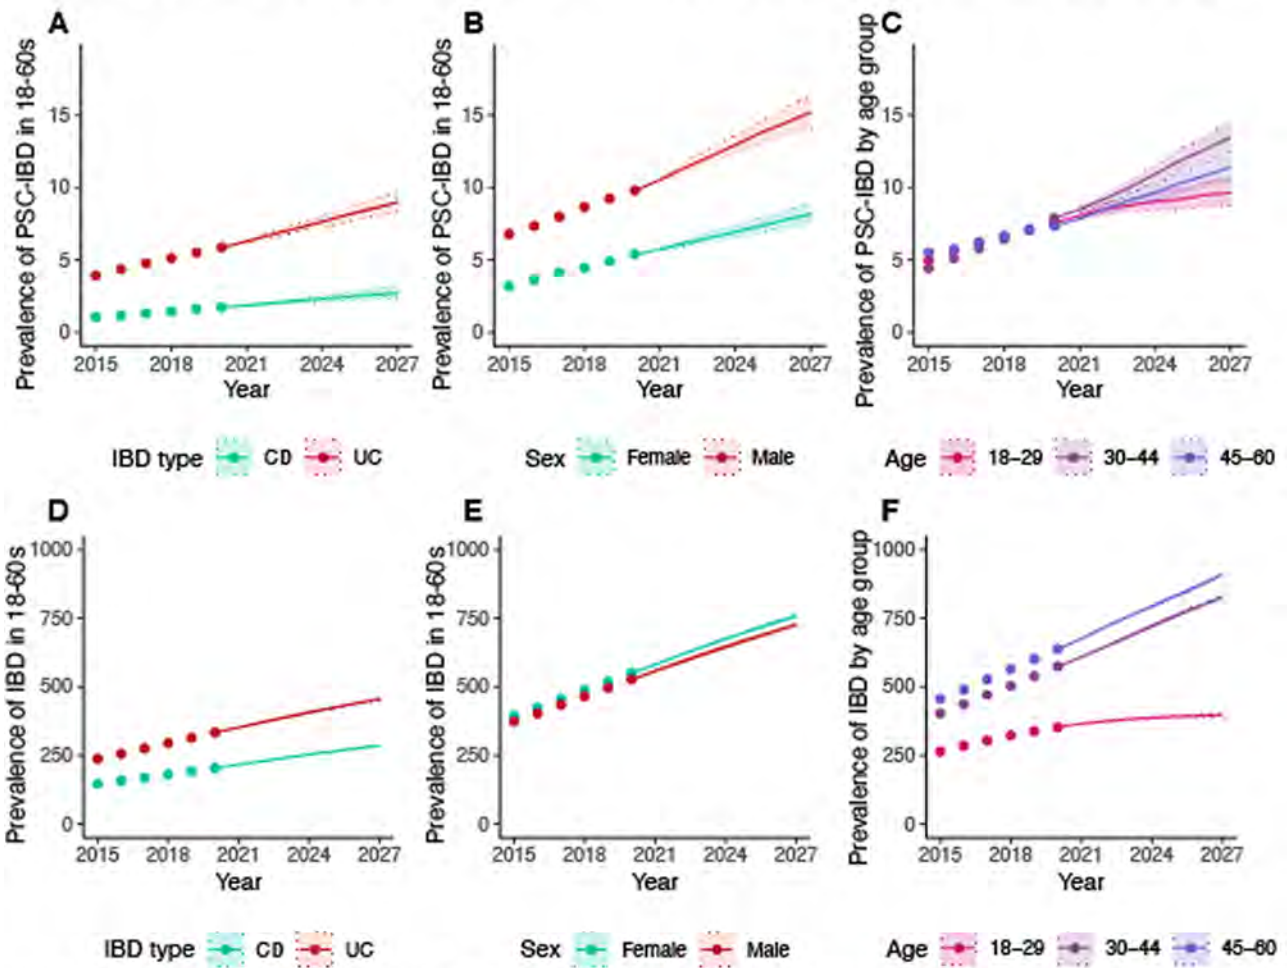 A
B
C
Prevalence of PSC-IBD in 18-60s
15
10
5
0
2015 2018 2021 2024 2027
Year
Prevalence of PSC-IBD in 18-60s
15
10
5
0
2015 2018 2021 2024 2027
Year
Prevalence of PSC-IBD by age group
15
10
5
0
2015 2018 2021 2024 2027
Year
IBD type CD UC
Sex Female Male
Age 18–29 30–44 45–60
D
E
F
Prevalence of IBD in 18-60s
1000
750
500
250
0
2015 2018 2021 2024 2027
Year
Prevalence of IBD in 18-60s
1000
750
500
250
0
2015 2018 2021 2024 2027
Year
Prevalence of IBD by age group
1000
750
500
250
0
2015 2018 2021 2024 2027
Year
IBD type CD UC
Sex Female Male
Age 18–29 30–44 45–60